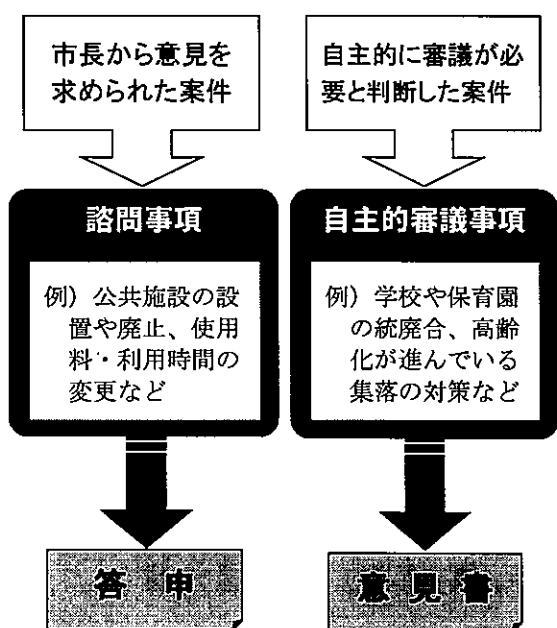 市長から意見を
求められた案件
諮問事項
例）公共施設の設
置や廃止、使用
料・利用時間の
変更など
答申
自主的に審議が必
要と判断した案件
自主的審議事項
例）学校や保育園
の統廃合、高齢
化が進んでいる
集落の対策など
意見書